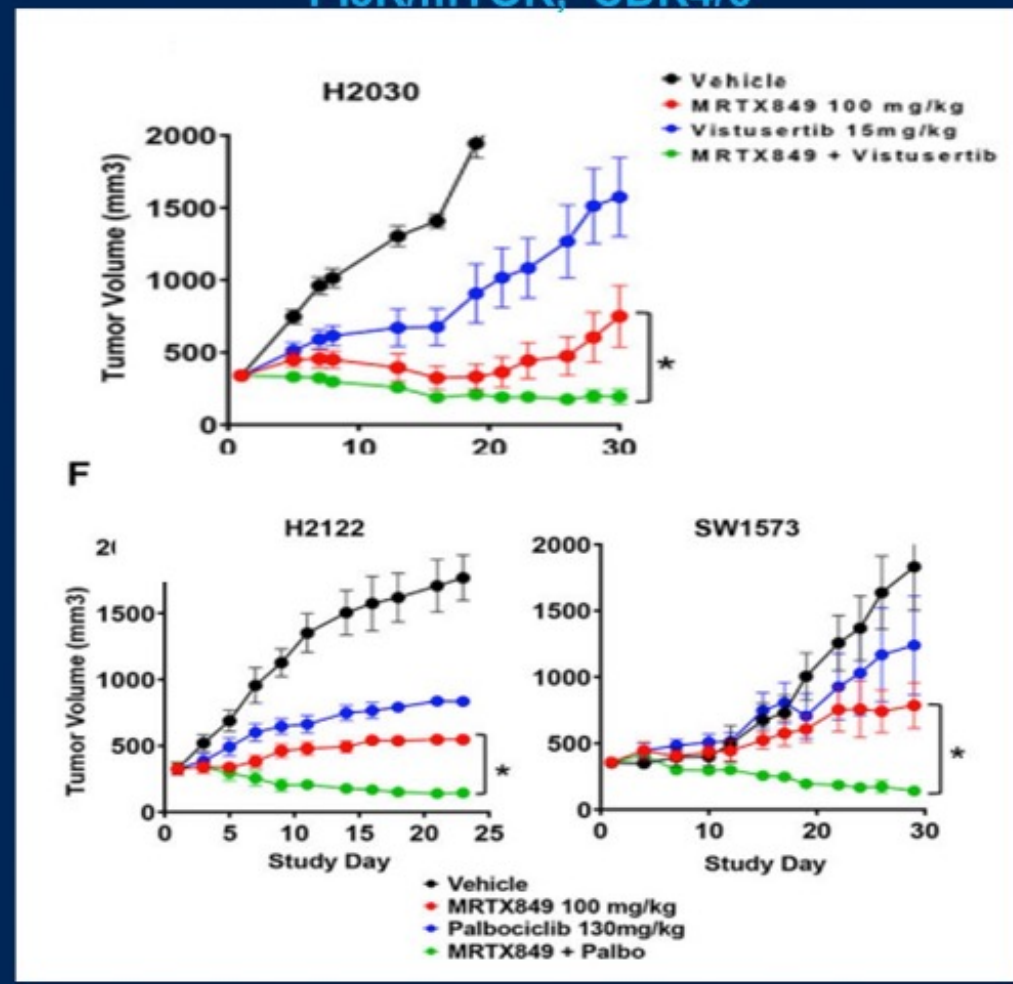 H2030
Vehicle
MRTX849 100 mg/kg
Vistusertib 15mg/kg
MRTX849 + Vistusertib
Tumor Volume (mm3)
2000
1500
1000
500
0
0 10 20 30
*
F
H2122
Tumor Volume (mm3)
1500
1000
500
0
0 5 10 15 20 25
Study Day
*
SW1573
2000
1500
1000
500
0
0 10 20 30
Study Day
*
Vehicle
MRTX849 100 mg/kg
Palbociclib 130mg/kg
MRTX849 + Palbo